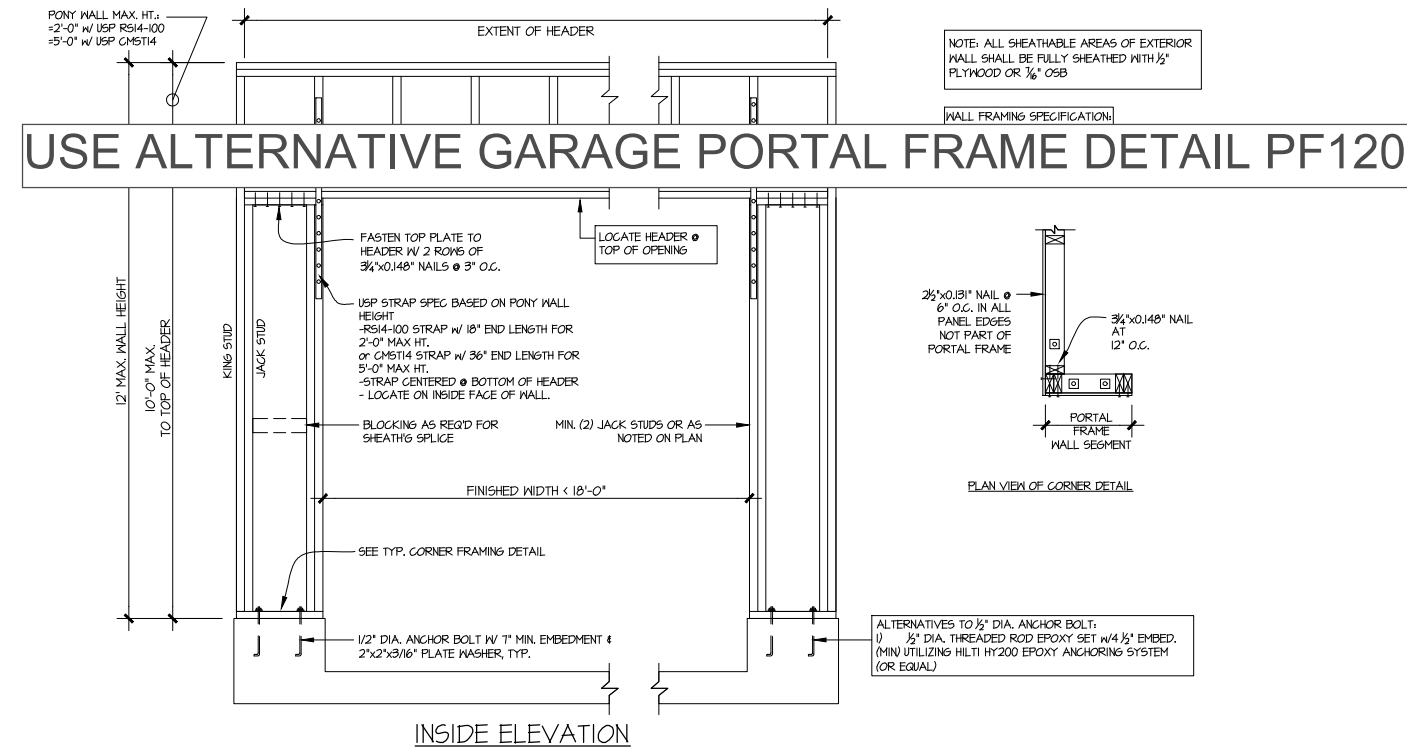 PONY WALL MAX. HT.:
=2'-0" W/ USP RS14-100
=5'-0" W/ USP CMST14
EXTENT OF HEADER
NOTE: ALL SHEATHABLE AREAS OF EXTERIOR
WALL SHALL BE FULLY SHEATHED WITH ½"
PLYWOOD OR 7/16" OSB
WALL FRAMING SPECIFICATION:
USE ALTERNATIVE GARAGE PORTAL FRAME DETAIL PF120
12' MAX. WALL HEIGHT
10'-0" MAX.
TO TOP OF HEADER
KING STUD
JACK STUD
FASTEN TOP PLATE TO
HEADER W/ 2 ROWS OF
3¼"x0.148" NAILS @ 3" O.C.
LOCATE HEADER @
TOP OF OPENING
USP STRAP SPEC BASED ON PONY WALL
HEIGHT
-RS14-100 STRAP W/ 18" END LENGTH FOR
2'-0" MAX HT.
or CMST14 STRAP W/ 36" END LENGTH FOR
5'-0" MAX HT.
-STRAP CENTERED @ BOTTOM OF HEADER
- LOCATE ON INSIDE FACE OF WALL.
BLOCKING AS REQ'D FOR
SHEATH'G SPLICE
MIN. (2) JACK STUDS OR AS
NOTED ON PLAN
FINISHED WIDTH < 18'-0"
SEE TYP. CORNER FRAMING DETAIL
1/2" DIA. ANCHOR BOLT W/ 7" MIN. EMBEDMENT &
2"x2"x3/16" PLATE WASHER, TYP.
INSIDE ELEVATION
2½"x0.131" NAIL @
6" O.C. IN ALL
PANEL EDGES
NOT PART OF
PORTAL FRAME
3¼"x0.148" NAIL
AT
12" O.C.
PORTAL
FRAME
WALL SEGMENT
PLAN VIEW OF CORNER DETAIL
ALTERNATIVES TO ½" DIA. ANCHOR BOLT:
1) ½" DIA. THREADED ROD EPOXY SET W/4 ½" EMBED.
(MIN) UTILIZING HILTI HY200 EPOXY ANCHORING SYSTEM
(OR EQUAL)